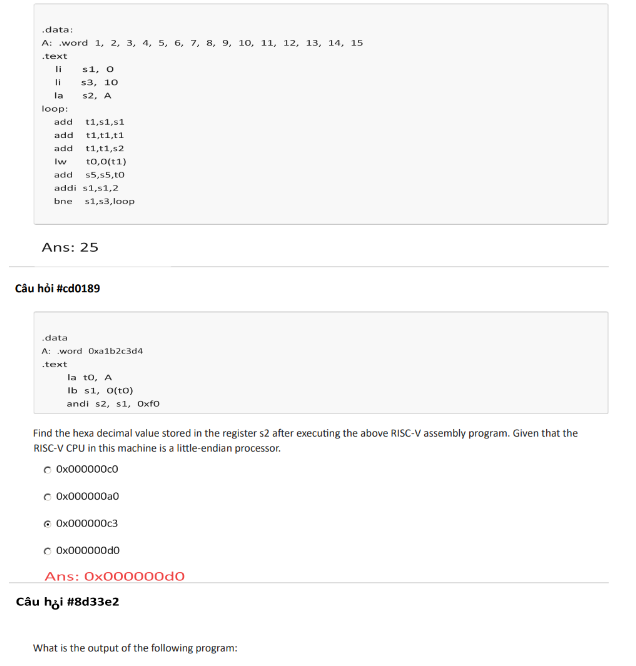 .data:
A: .word 1, 2, 3, 4, 5, 6, 7, 8, 9, 10, 11, 12, 13, 14, 15
.text
li s1, 0
li s3, 10
la s2, A
loop:
add t1,s1,s1
add t1,t1,t1
add t1,t1,s2
lw t0,0(t1)
add s5,s5,t0
addi s1,s1,2
bne s1,s3,loop
Ans: 25
Câu hỏi #cd0189
.data
A: .word 0xa1b2c3d4
.text
la t0, A
lb s1, 0(t0)
andi s2, s1, 0xf0
Find the hexa decimal value stored in the register s2 after executing the above RISC-V assembly program. Given that the
RISC-V CPU in this machine is a little-endian processor.
0x000000c0
0x000000a0
0x000000c3
0x000000d0
Ans: 0x000000d0
Câu hỏi #8d33e2
What is the output of the following program: